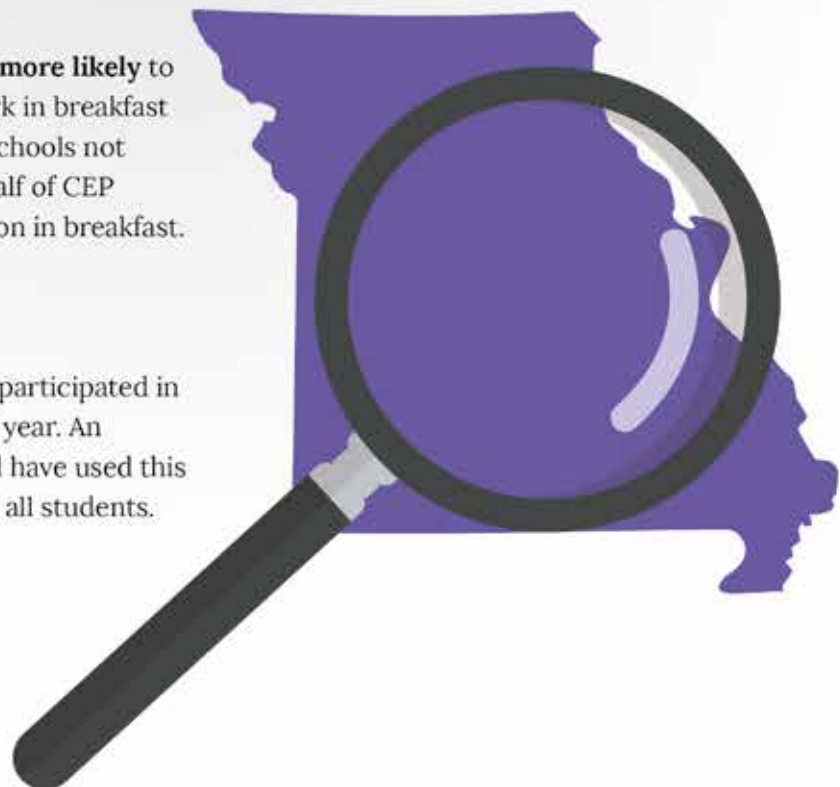 more likely to
k in breakfast
chools not
alf of CEP
on in breakfast.
participated in
year. An
l have used this
all students.